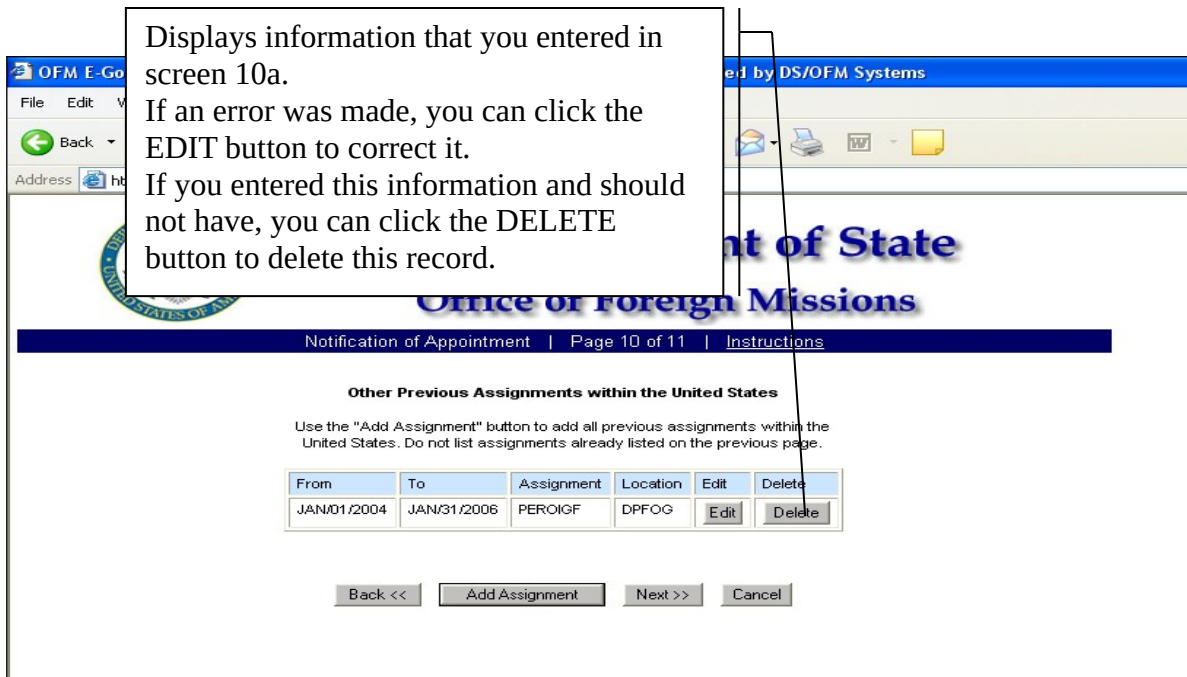 Displays information that you entered in
screen 10a.
If an error was made, you can click the
EDIT button to correct it.
If you entered this information and should
not have, you can click the DELETE
button to delete this record.
OFM E-Go ed by DS/OFM Systems
File Edit V
Back
Address ht
nt of State
Office of Foreign Missions
STATES OF AM
Notification of Appointment | Page 10 of 11 | Instructions
Other Previous Assignments within the United States
Use the "Add Assignment" button to add all previous assignments within the
United States. Do not list assignments already listed on the previous page.
From To Assignment Location Edit Delete
JAN/01/2004 JAN/31/2006 PEROIGF DPFOG Edit Delete
Back << Add Assignment Next >> Cancel